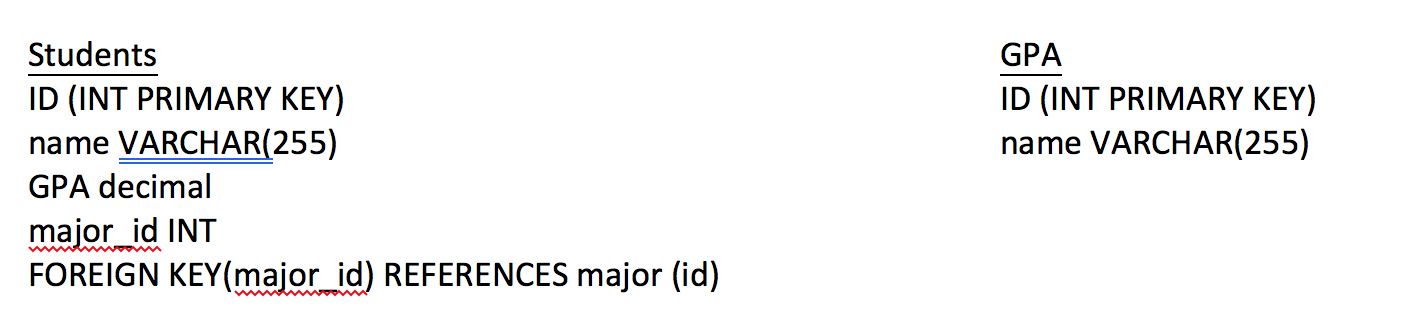 Students
ID (INT PRIMARY KEY)
name VARCHAR(255)
GPA decimal
major_id INT
FOREIGN KEY(major_id) REFERENCES major (id)
GPA
ID (INT PRIMARY KEY)
name VARCHAR(255)